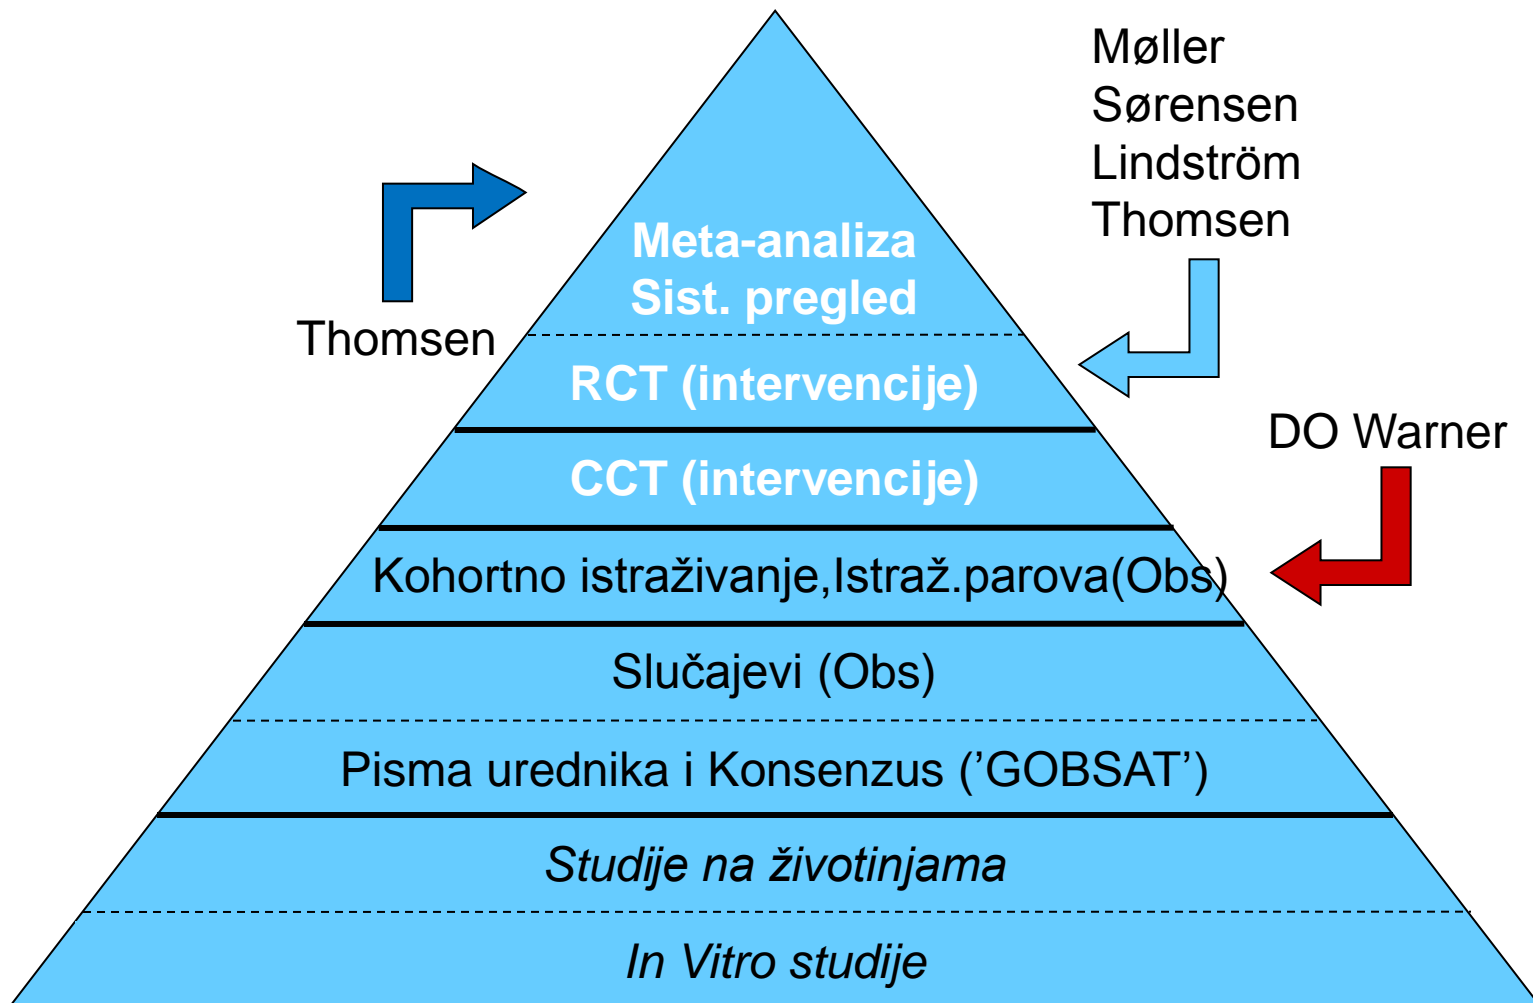 Møller
Sørensen
Lindström
Thomsen
Meta-analiza
Sist. pregled
Thomsen
RCT (intervencije)
DO Warner
CCT (intervencije)
Kohortno istraživanje,Istraž.parova(Obs)
Slučajevi (Obs)
Pisma urednika i Konsenzus (’GOBSAT’)
Studije na životinjama
In Vitro studije